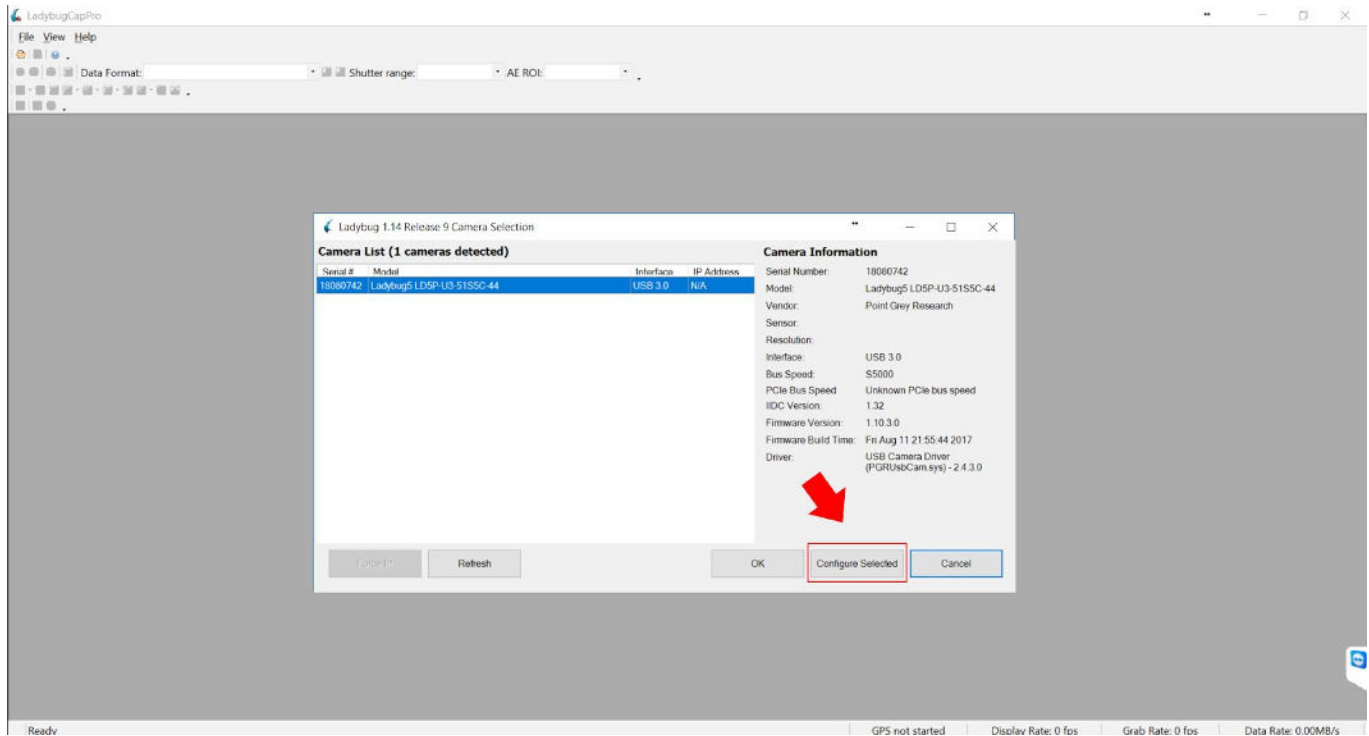 LadybugCapPro
File View Help
Data Format: Shutter range: AE ROI:
Ladybug 1.14 Release 9 Camera Selection
Camera List (1 cameras detected)
Serial # Model Interface IP Address
18080742 Ladybug5 LD5P-U3-51S5C-44 USB 3.0 N/A
Camera Information
Serial Number: 18080742
Model: Ladybug5 LD5P-U3-51S5C-44
Vendor: Point Grey Research
Sensor:
Resolution:
Interface: USB 3.0
Bus Speed: S5000
PCIe Bus Speed Unknown PCIe bus speed
IIDC Version: 1.32
Firmware Version: 1.10.3.0
Firmware Build Time: Fri Aug 11 21:55:44 2017
Driver: USB Camera Driver
(PGRUsbCam.sys) - 2.4.3.0
Refresh OK Configure Selected Cancel
Ready GPS not started Display Rate: 0 fps Grab Rate: 0 fps Data Rate: 0.00MB/s